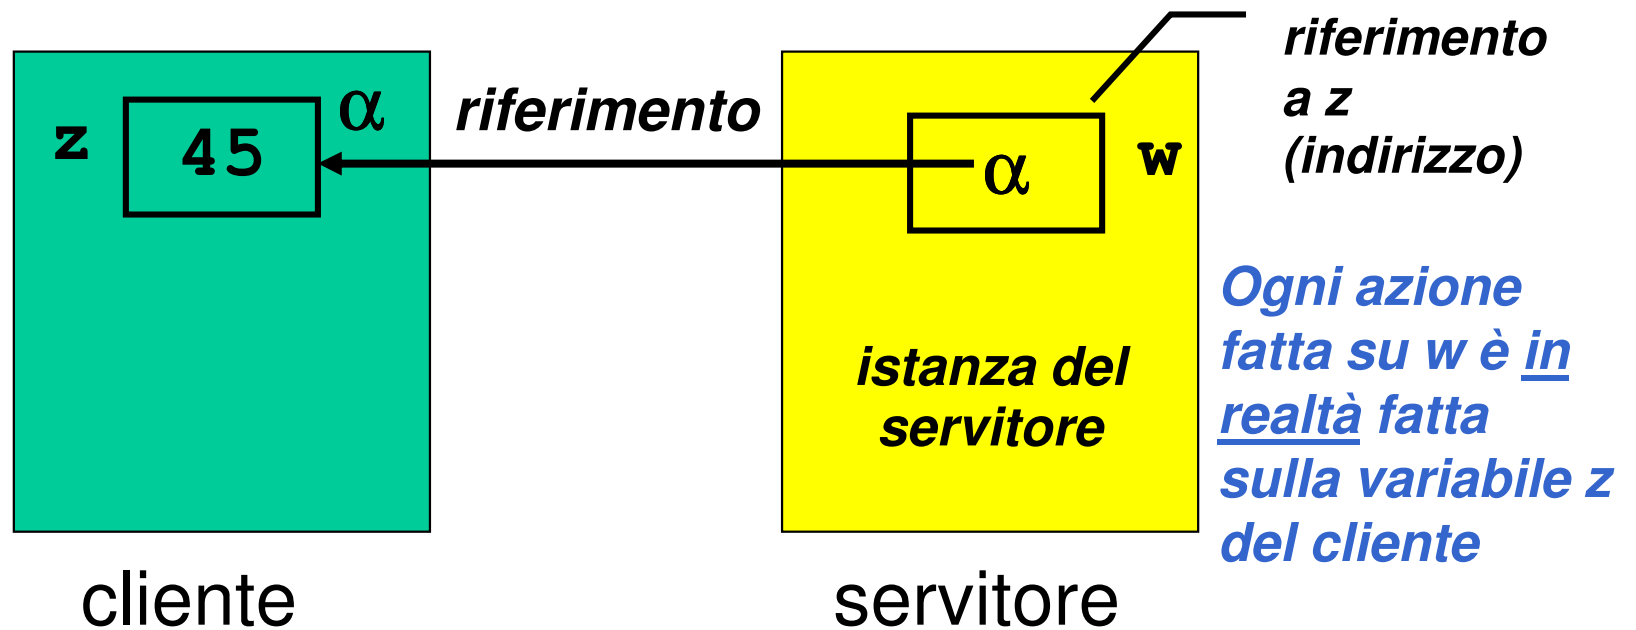 z
45
α
riferimento
α
w
riferimento
a z
(indirizzo)
istanza del
servitore
Ogni azione
fatta su w è in
realtà fatta
sulla variabile z
del cliente
cliente
servitore